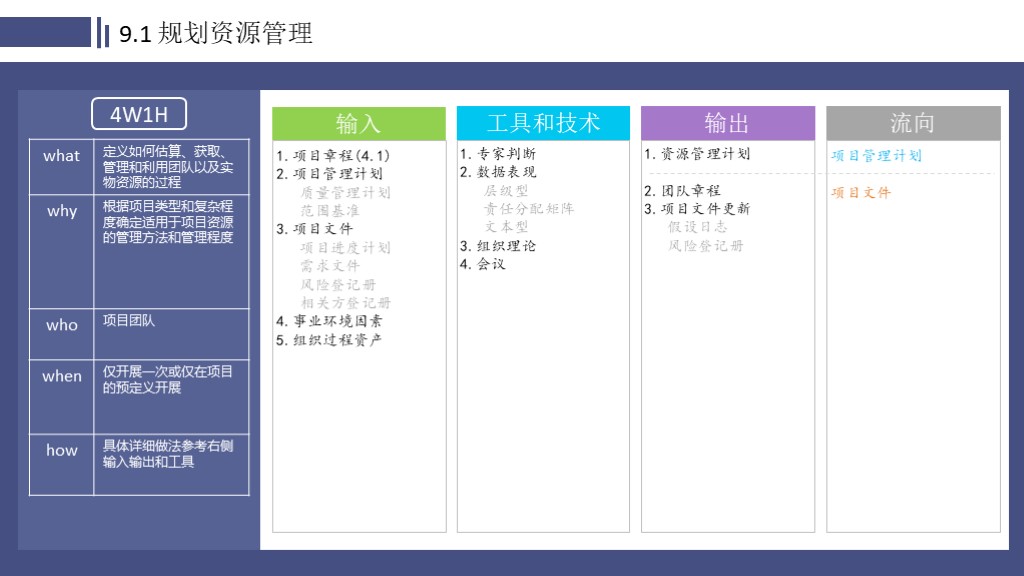 9.1 规划资源管理
4W1H
what
定义如何估算、获取、
管理和利用团队以及实
物资源的过程
why
根据项目类型和复杂程
度确定适用于项目资源
的管理方法和管理程度
who
项目团队
when
仅开展一次或仅在项目
的预定义开展
how
具体详细做法参考右侧
输入输出和工具
输入
1. 项目章程(4.1)
2. 项目管理计划
质量管理计划
范围基准
3. 项目文件
项目进度计划
需求文件
风险登记册
相关方登记册
4. 事业环境因素
5. 组织过程资产
工具和技术
1. 专家判断
2. 数据表现
层级型
责任分配矩阵
文本型
3. 组织理论
4. 会议
输出
1. 资源管理计划
2. 团队章程
3. 项目文件更新
假设日志
风险登记册
流向
项目管理计划
项目文件